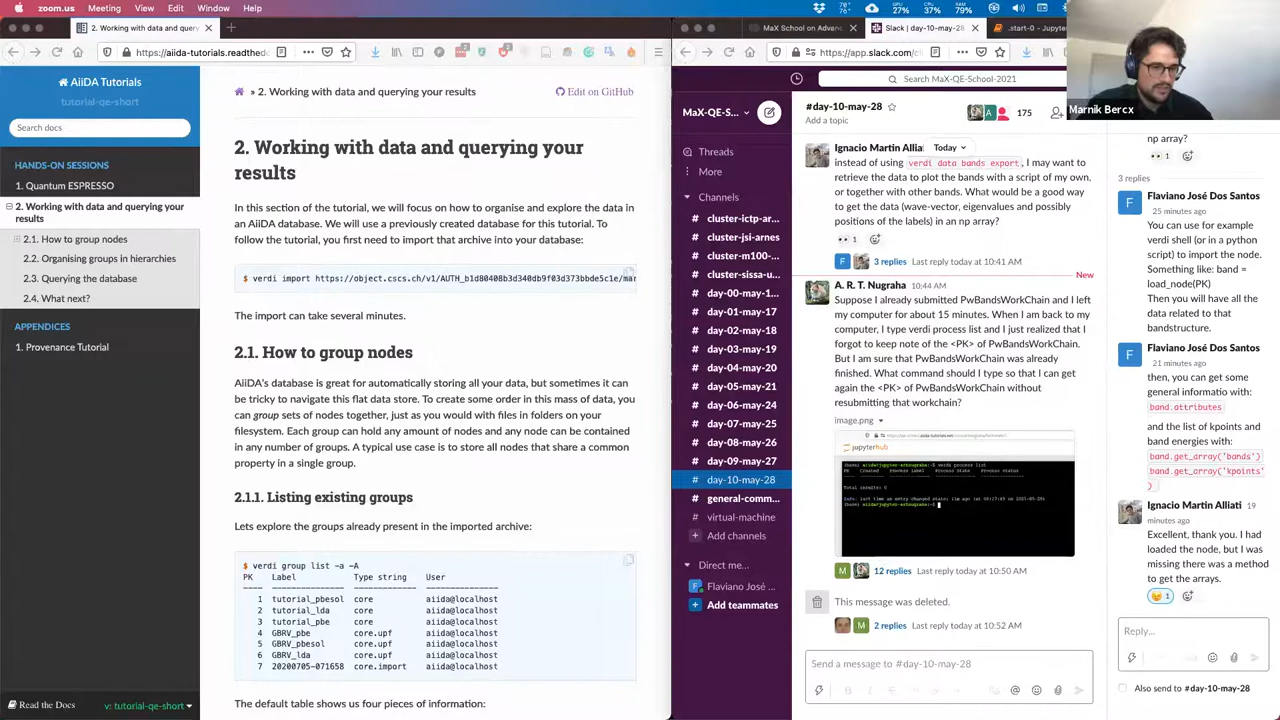 zoom.us
Meeting
View
Edit
Window
Help
2. Working with data and query
https://aiida-tutorials.readthedo
AiiDA Tutorials
tutorial-qe-short
Search docs
HANDS-ON SESSIONS
1. Quantum ESPRESSO
2. Working with data and querying your
results
2.1. How to group nodes
2.2. Organising groups in hierarchies
2.3. Querying the database
2.4. What next?
APPENDICES
1. Provenance Tutorial
Read the Docs
v: tutorial-qe-short
» 2. Working with data and querying your results
Edit on GitHub
2. Working with data and querying your
results
In this section of the tutorial, we will focus on how to organise and explore the data in
an AiiDA database. We will use a previously created database for this tutorial. To
follow the tutorial, you first need to import that archive into your database:
$ verdi import https://object.cscs.ch/v1/AUTH_b1d80408b3d340db9f03d373bbde5c1e/mar
The import can take several minutes.
2.1. How to group nodes
AiiDA's database is great for automatically storing all your data, but sometimes it can
be tricky to navigate this flat data store. To create some order in this mass of data, you
can group sets of nodes together, just as you would with files in folders on your
filesystem. Each group can hold any amount of nodes and any node can be contained
in any number of groups. A typical use case is to store all nodes that share a common
property in a single group.
2.1.1. Listing existing groups
Lets explore the groups already present in the imported archive:
$ verdi group list -a -A
PK Label Type string User
1 tutorial_pbesol core aiida@localhost
2 tutorial_lda core aiida@localhost
3 tutorial_pbe core aiida@localhost
4 GBRV_pbe core.upf aiida@localhost
5 GBRV_pbesol core.upf aiida@localhost
6 GBRV_lda core.upf aiida@localhost
7 20200705-071658 core.import aiida@localhost
The default table shows us four pieces of information:
MaX School on Advan
Slack | day-10-may-28
.start-0 - Jupyter
https://app.slack.com/c
Search MaX-QE-School-2021
MaX-QE-S...
Threads
More
Channels
# cluster-ictp-ar...
# cluster-jsi-arnes
# cluster-m100-...
# cluster-sissa-u...
# day-00-may-1...
# day-01-may-17
# day-02-may-18
# day-03-may-19
# day-04-may-20
# day-05-may-21
# day-06-may-24
# day-07-may-25
# day-08-may-26
# day-09-may-27
# day-10-may-28
# general-comm...
# virtual-machine
Add channels
Direct me...
Flaviano José ...
Add teammates
#day-10-may-28
Add a topic
175
Ignacio Martin Allia
Today
instead of using verdi data bands export, I may want to
retrieve the data to plot the bands with a script of my own,
or together with other bands. What would be a good way
to get the data (wave-vector, eigenvalues and possibly
positions of the labels) in an np array?
1
3 replies Last reply today at 10:41 AM
New
A. R. T. Nugraha 10:44 AM
Suppose I already submitted PwBandsWorkChain and I left
my computer for about 15 minutes. When I am back to my
computer, I type verdi process list and I just realized that I
forgot to keep note of the <PK> of PwBandsWorkChain.
But I am sure that PwBandsWorkChain was already
finished. What command should I type so that I can get
again the <PK> of PwBandsWorkChain without
resubmitting that workchain?
image.png
jupyterhub
12 replies Last reply today at 10:50 AM
This message was deleted.
2 replies Last reply today at 10:52 AM
Send a message to #day-10-may-28
Marnik Bercx
np array?
1
3 replies
Flaviano José Dos Santos
25 minutes ago
You can use for example
verdi shell (or in a python
script) to import the node.
Something like: band =
load_node(PK)
Then you will have all the
data related to that
bandstructure.
Flaviano José Dos Santos
21 minutes ago
then, you can get some
general informatio with:
band.attributes
and the list of kpoints and
band energies with:
band.get_array('bands')
band.get_array('kpoints'
)
Ignacio Martin Alliati 19
minutes ago
Excellent, thank you. I had
loaded the node, but I was
missing there was a method
to get the arrays.
1
Reply...
Also send to #day-10-may-28